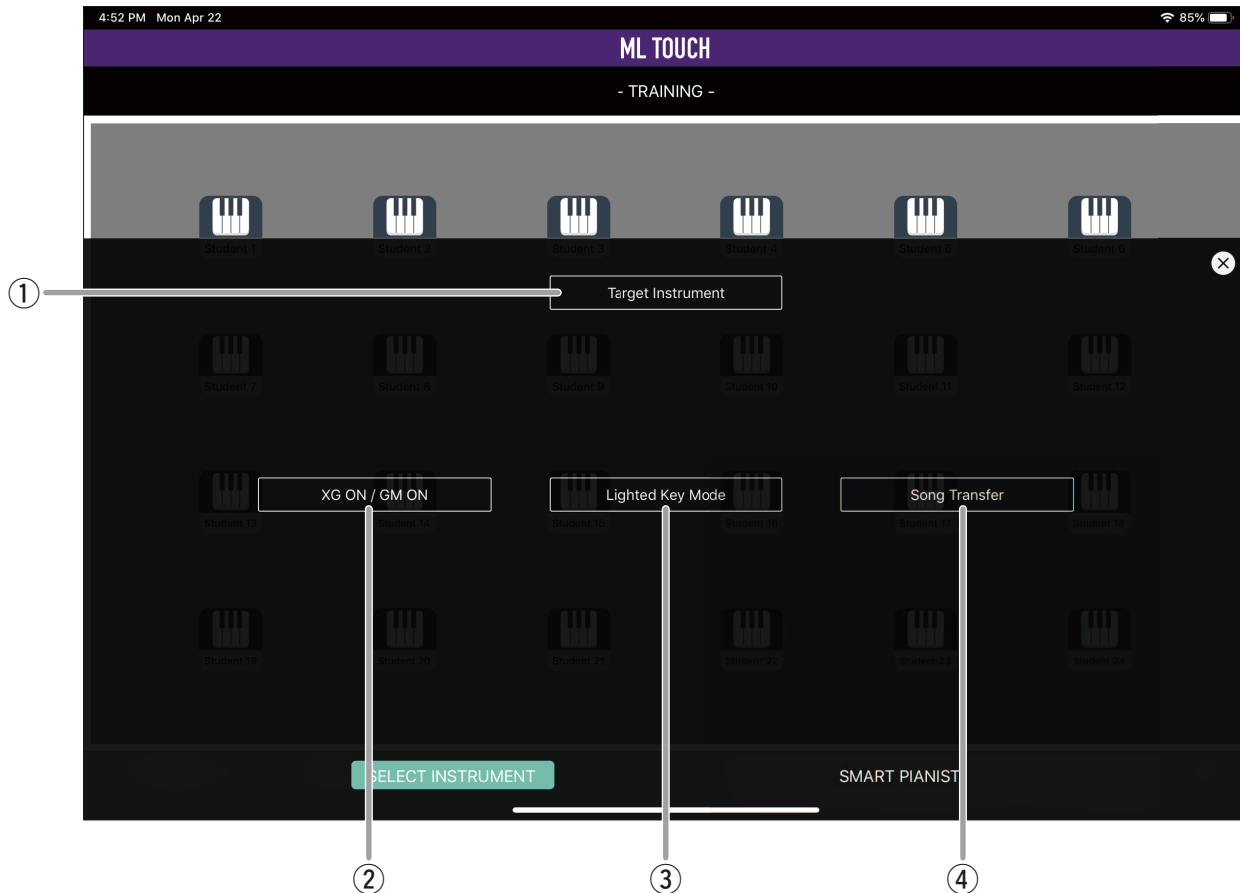 4:52 PM Mon Apr 22
85%
ML TOUCH
- TRAINING -
Student 1 Student 2 Student 3 Student 4 Student 5 Student 6
①
Target Instrument
Student 7 Student 8 Student 9 Student 10 Student 11 Student 12
XG ON / GM ON Lighted Key Mode Song Transfer
Student 13 Student 14 Student 15 Student 16 Student 17 Student 18
Student 19 Student 20 Student 21 Student 22 Student 23 Student 24
SELECT INSTRUMENT SMART PIANIST
② ③ ④